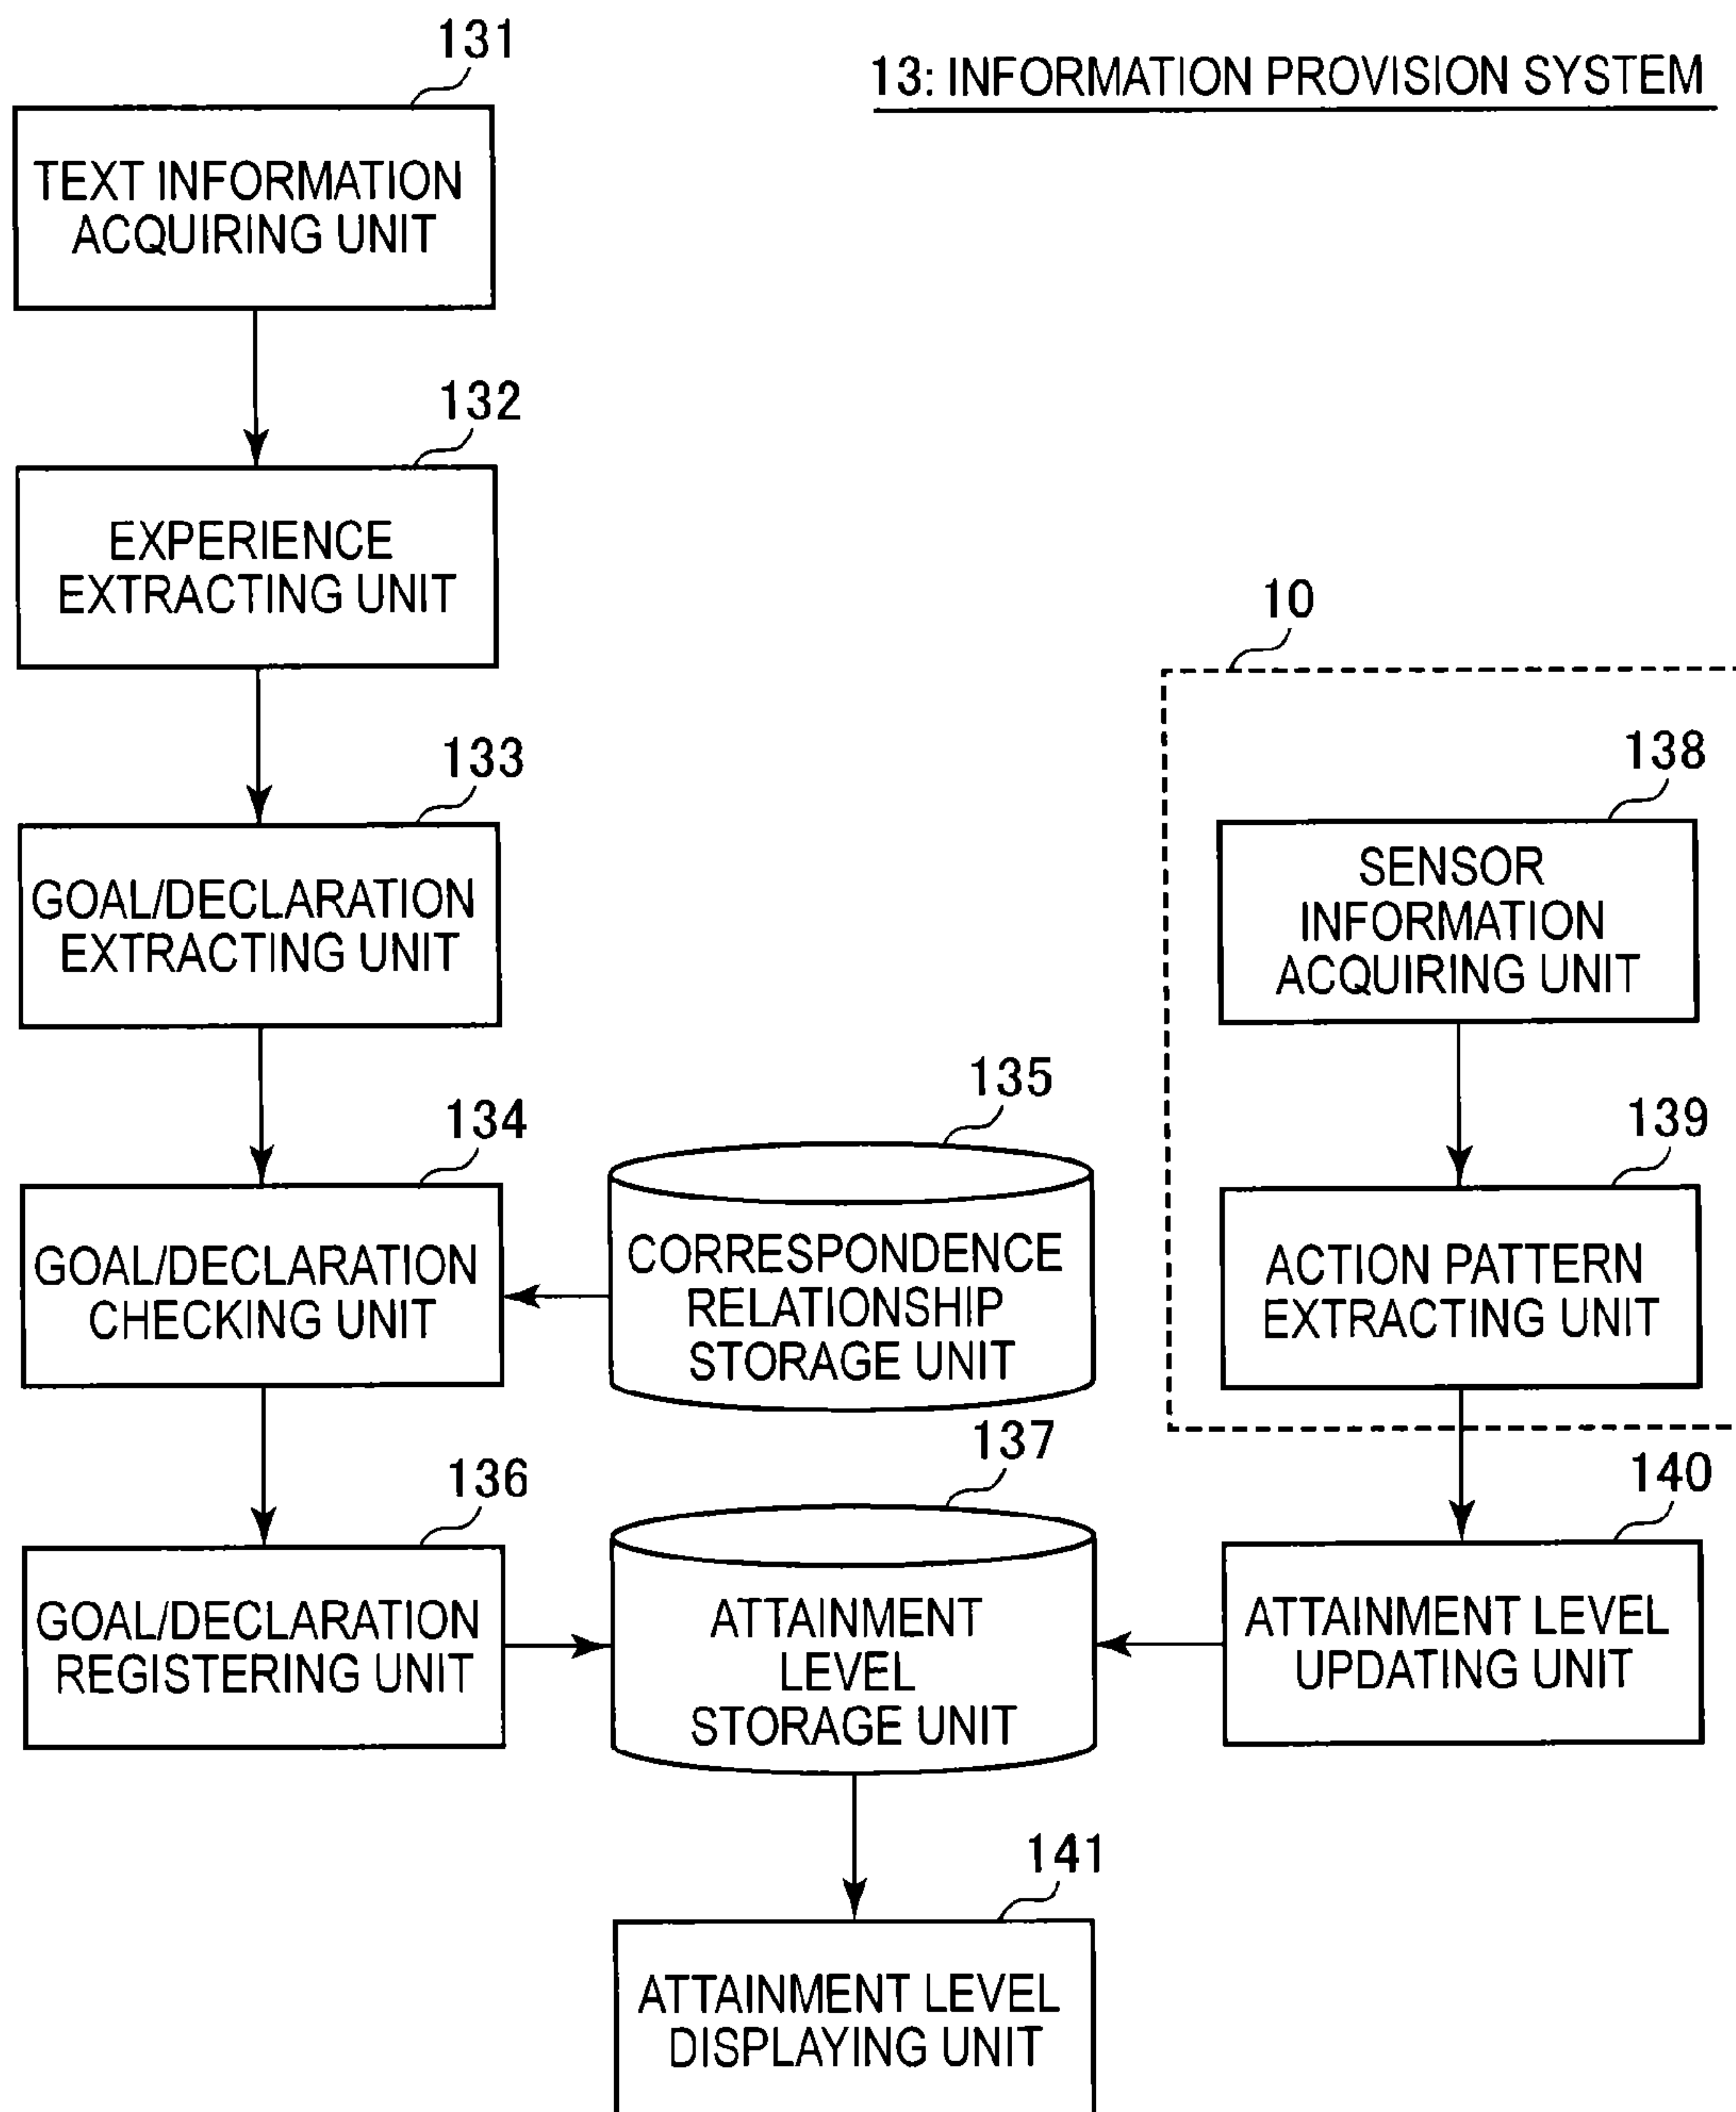 131
13: INFORMATION PROVISION SYSTEM
TEXT INFORMATION
ACQUIRING UNIT
132
EXPERIENCE
EXTRACTING UNIT
10
133
GOAL/DECLARATION
EXTRACTING UNIT
138
SENSOR
INFORMATION
ACQUIRING UNIT
134
GOAL/DECLARATION
CHECKING UNIT
135
CORRESPONDENCE
RELATIONSHIP
STORAGE UNIT
139
ACTION PATTERN
EXTRACTING UNIT
136
GOAL/DECLARATION
REGISTERING UNIT
137
ATTAINMENT
LEVEL
STORAGE UNIT
140
ATTAINMENT LEVEL
UPDATING UNIT
141
ATTAINMENT LEVEL
DISPLAYING UNIT